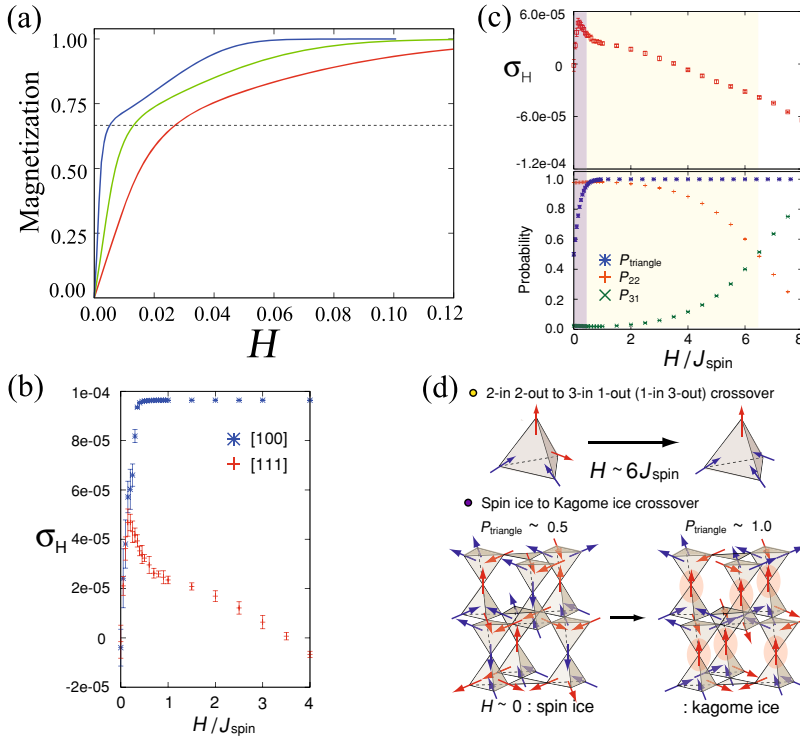 (a)
Magnetization
1.00
0.75
0.50
0.25
0.00
0.00 0.02 0.04 0.06 0.08 0.10 0.12
H
(b)
σH
1e-04
8e-05
6e-05
4e-05
2e-05
0
-2e-05
[100]
[111]
0 1 2 3 4
H/Jspin
(c)
σH
6.0e-05
0
-6.0e-05
-1.2e-04
Probability
1.0
0.8
0.6
0.4
0.2
0.0
Ptriangle
P22
P31
0 2 4 6 8
H/Jspin
(d)
2-in 2-out to 3-in 1-out (1-in 3-out) crossover
H ~ 6Jspin
Spin ice to Kagome ice crossover
Ptriangle ~ 0.5 Ptriangle ~ 1.0
H ~ 0 : spin ice : kagome ice